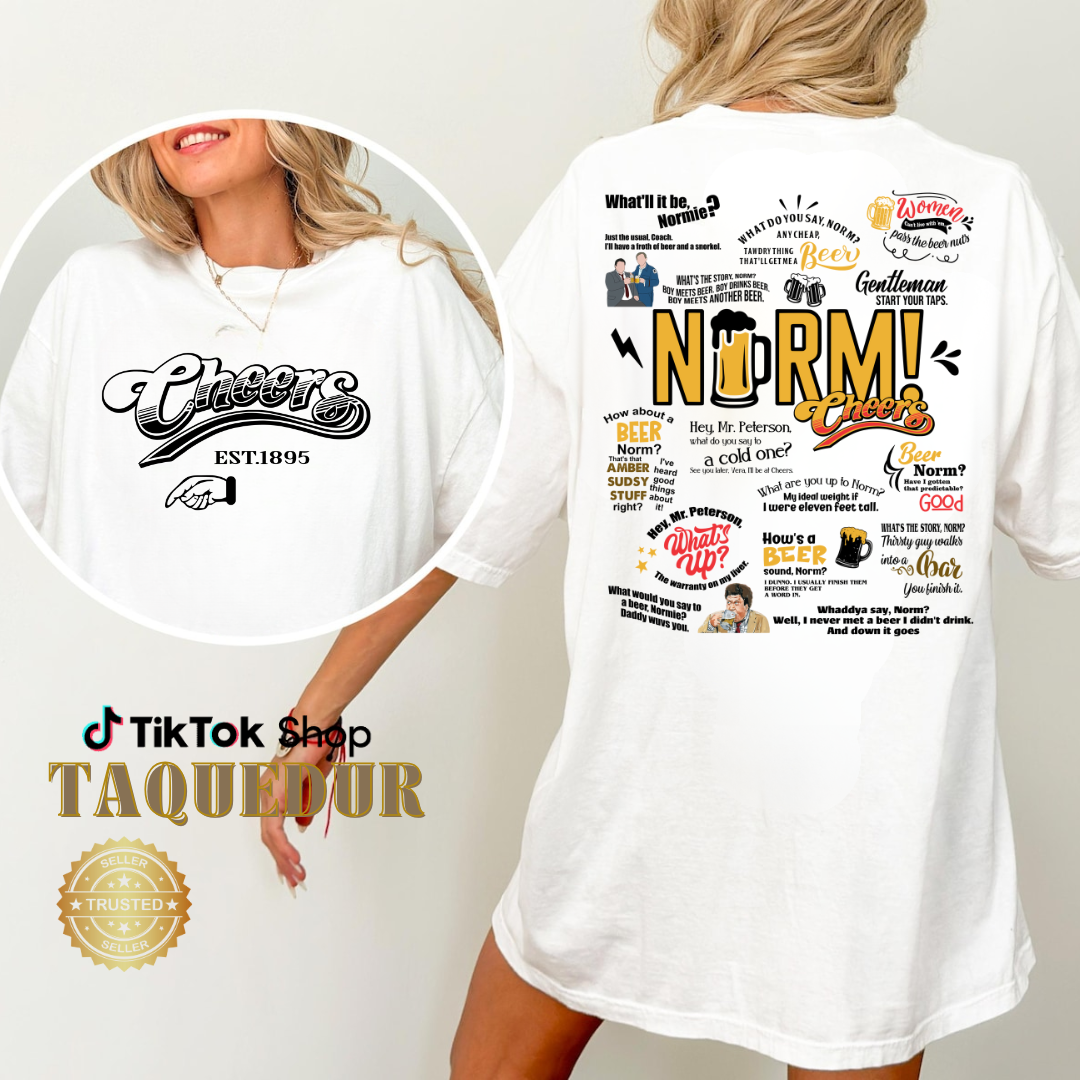 Cheers
EST.1895
TikTok Shop
TAQUEDUR
SELLER
TRUSTED
SELLER
What'll it be,
Normie?
Just the usual, Coach.
I'll have a froth of beer and a snorkel.
WHAT DO YOU SAY, NORM?
ANY CHEAP,
TAWDRY THING
THAT'LL GET ME A
Beer
Women
Can't live with 'em,
pass the beer nuts
WHAT'S THE STORY, NORM?
BOY MEETS BEER. BOY DRINKS BEER.
BOY MEETS ANOTHER BEER.
Gentleman
START YOUR TAPS.
NORM!
Cheers
How about a
BEER
Norm?
That's that
AMBER
SUDSY
STUFF
right?
I've
heard
good
things
about
it!
Hey, Mr. Peterson,
what do you say to
a cold one?
See you later, Vera, I'll be at Cheers.
Beer
Norm?
Have I gotten
that predictable?
Good
What are you up to Norm?
My ideal weight if
I were eleven feet tall.
Hey, Mr. Peterson,
What's
up?
The warranty on my liver.
How's a
BEER
sound, Norm?
I DUNNO. I USUALLY FINISH THEM
BEFORE THEY GET
A WORD IN.
WHAT'S THE STORY, NORM?
Thirsty guy walks
into a Bar
You finish it.
What would you say to
a beer, Normie?
Daddy wuvs you.
Whaddya say, Norm?
Well, I never met a beer I didn't drink.
And down it goes